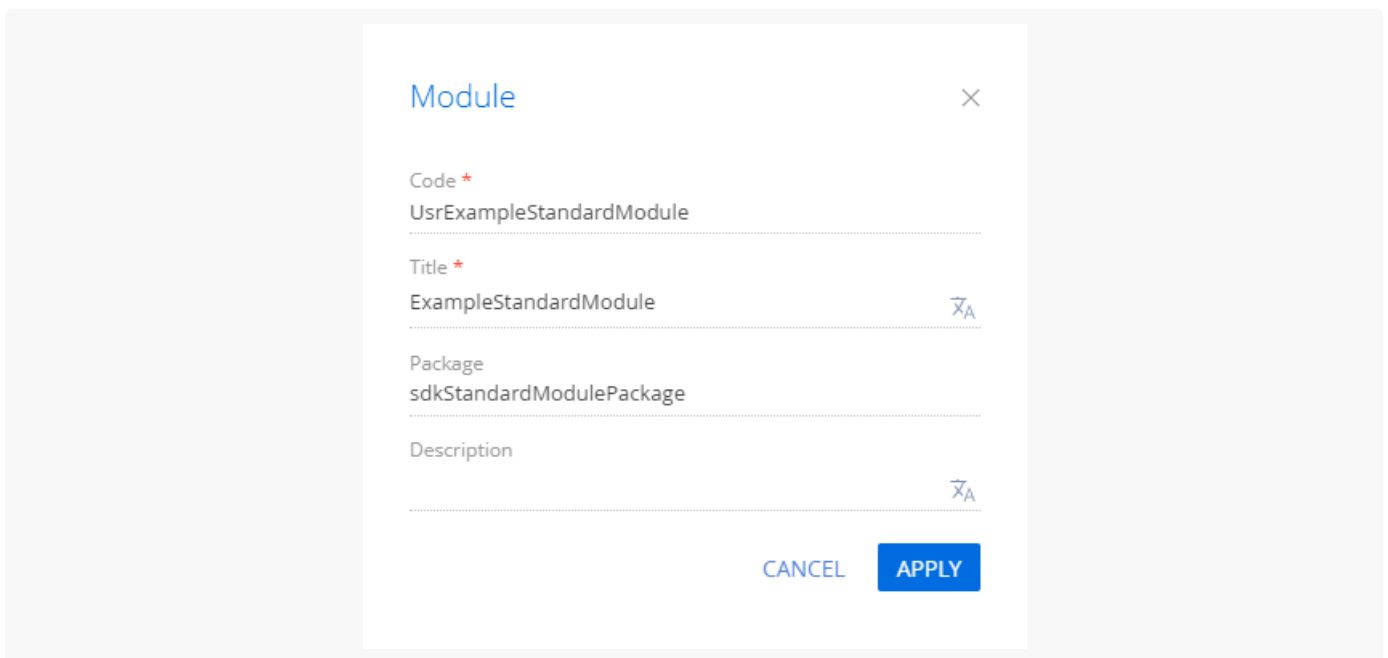 Module
Code *
UsrExampleStandardModule
Title *
ExampleStandardModule
Package
sdkStandardModulePackage
Description
CANCEL APPLY